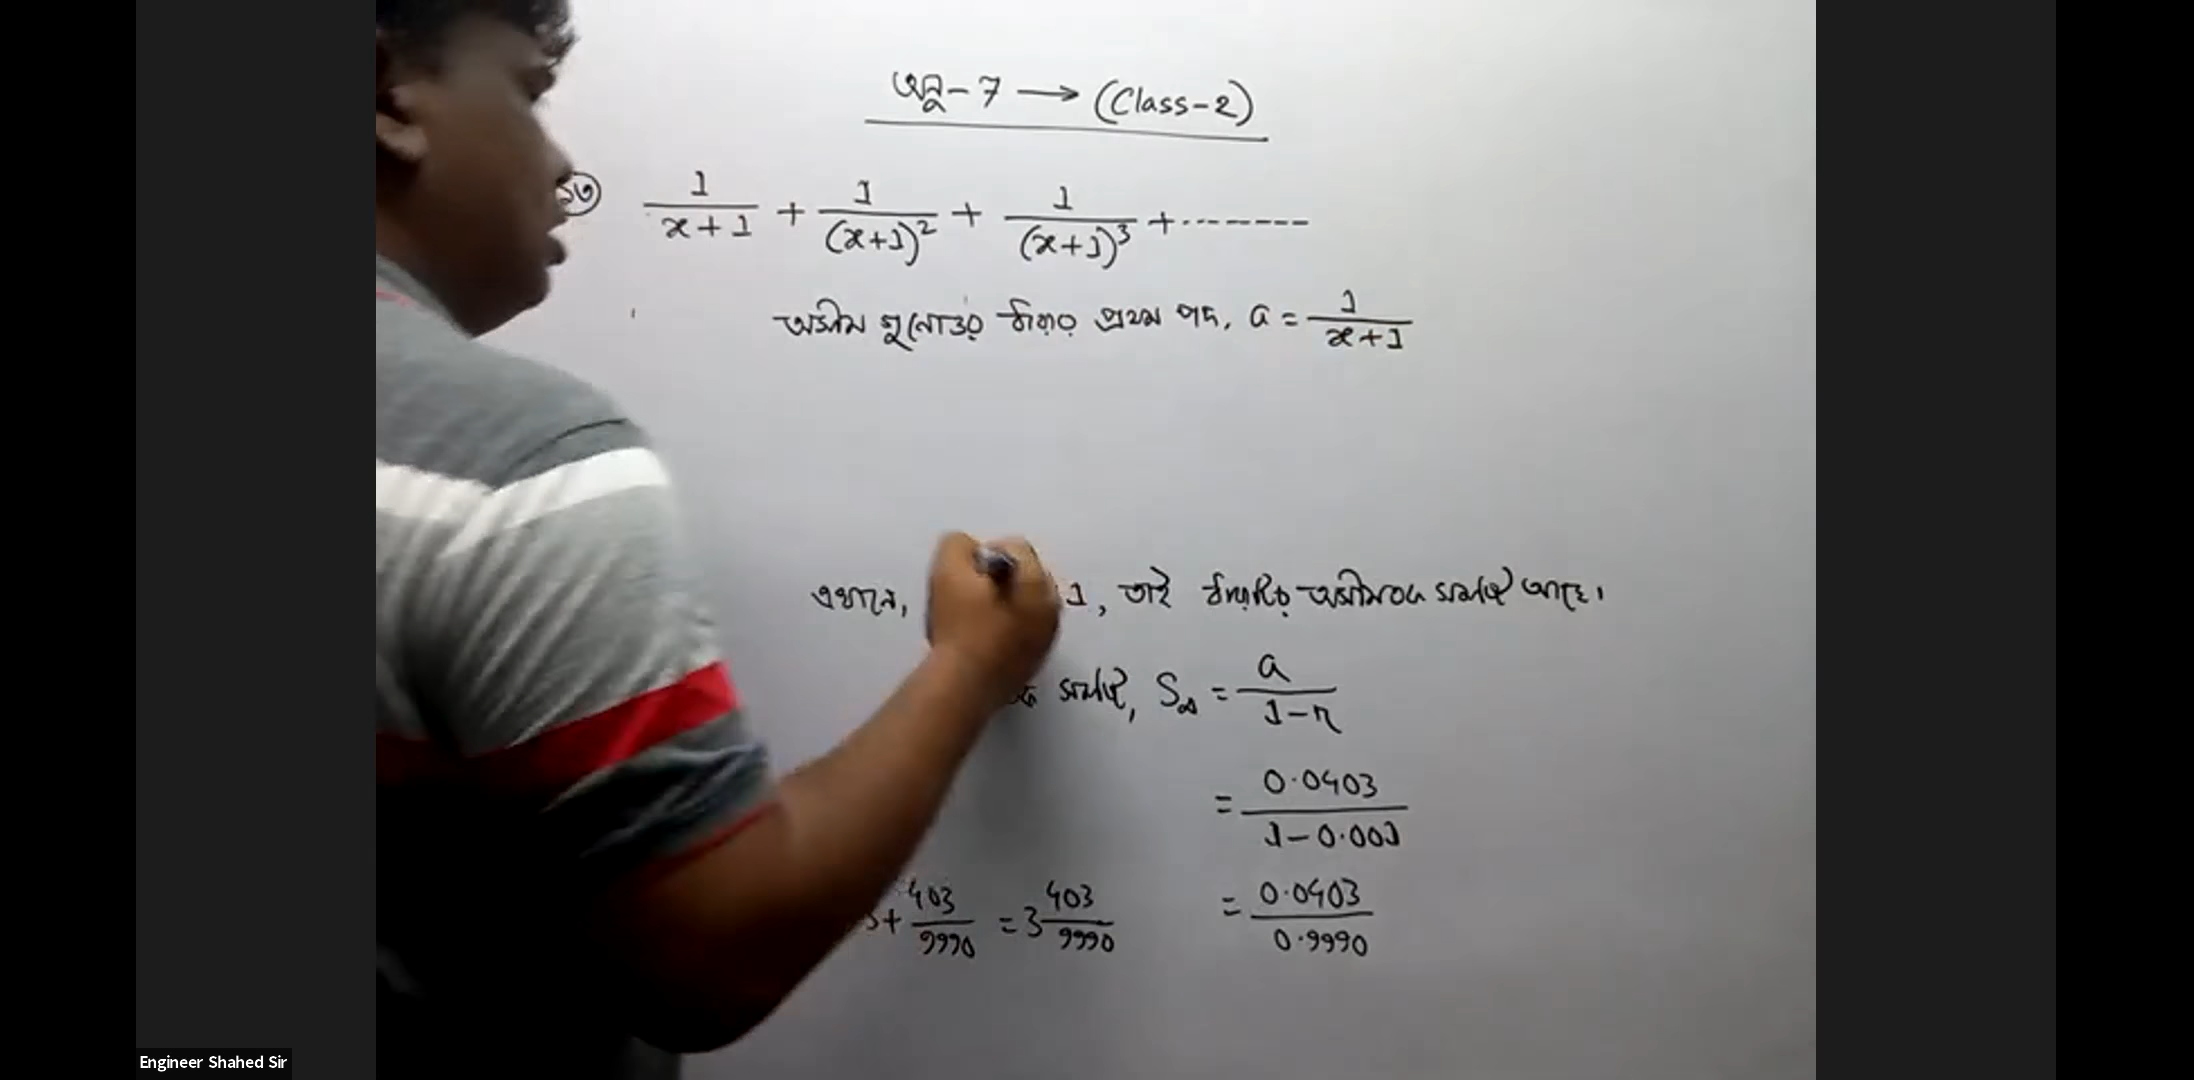 অনু-7 → (Class-2)
১৩ 1/(x+1) + 1/(x+1)² + 1/(x+1)³ + --------
অসীম গুনোত্তর ধারার প্রথম পদ, a = 1/(x+1)
এখানে, 1, তাই ধারাটির অসীমতক সমষ্টি আছে।
সমষ্টি, S∞ = a/(1-r)
= 0.0403/(1-0.001)
+ 403/9990 = 3 403/9990 = 0.0403/0.9990
Engineer Shahed Sir